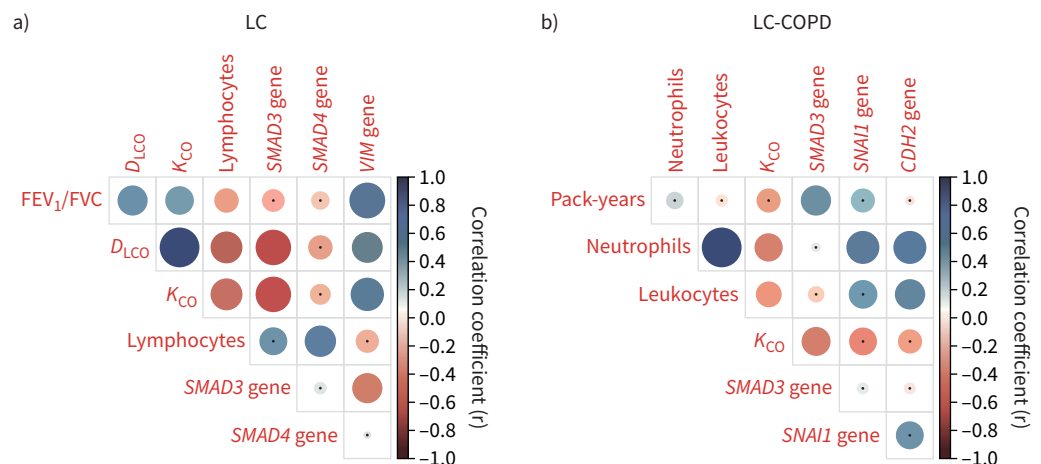 a) LC
DLCO
KCO
Lymphocytes
SMAD3 gene
SMAD4 gene
VIM gene
FEV1/FVC
DLCO
KCO
Lymphocytes
SMAD3 gene
SMAD4 gene
1.0
0.8
0.6
0.4
0.2
0.0
–0.2
–0.4
–0.6
–0.8
–1.0
Correlation coefficient (r)
b) LC-COPD
Neutrophils
Leukocytes
KCO
SMAD3 gene
SNAI1 gene
CDH2 gene
Pack-years
Neutrophils
Leukocytes
KCO
SMAD3 gene
SNAI1 gene
1.0
0.8
0.6
0.4
0.2
0.0
–0.2
–0.4
–0.6
–0.8
–1.0
Correlation coefficient (r)